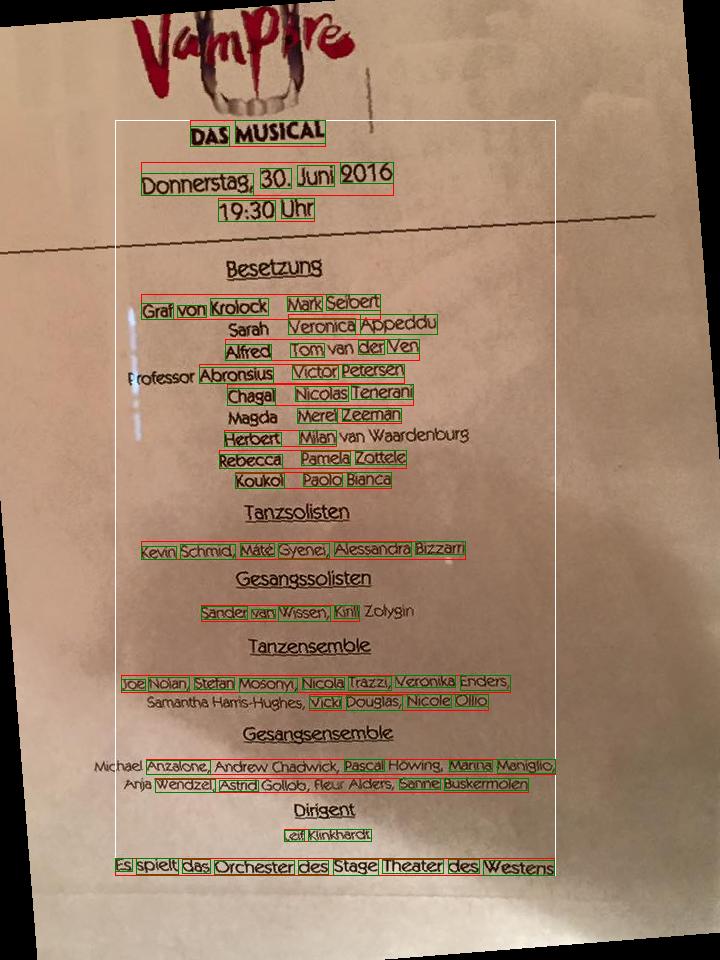 Vampire
DAS MUSICAL
Donnerstag, 30. Juni 2016
19:30 Uhr
Besetzung
Graf von Krolock Mark Seibert
Sarah Veronica Appeddu
Alfred Tom van der Ven
Professor Abronsius Victor Petersen
Chagal Nicolas Tenerani
Magda Merel Zeeman
Herbert Milan van Waardenburg
Rebecca Pamela Zottele
Koukol Paolo Bianca
Tanzsolisten
Kevin Schmid, Máté Gyenei, Alessandra Bizzarri
Gesangssolisten
Sander van Wissen, Kirill Zolygin
Tanzensemble
Joe Nolan, Stefan Mosonyi, Nicola Trazzi, Veronika Enders,
Samantha Harris-Hughes, Vicki Douglas, Nicole Ollio
Gesangsensemble
Michael Anzalone, Andrew Chadwick, Pascal Höwing, Marina Maniglio,
Anja Wendzel, Astrid Gollob, Fleur Alders, Sanne Buskermolen
Dirigent
Leif Klinkhardt
Es spielt das Orchester des Stage Theater des Westens